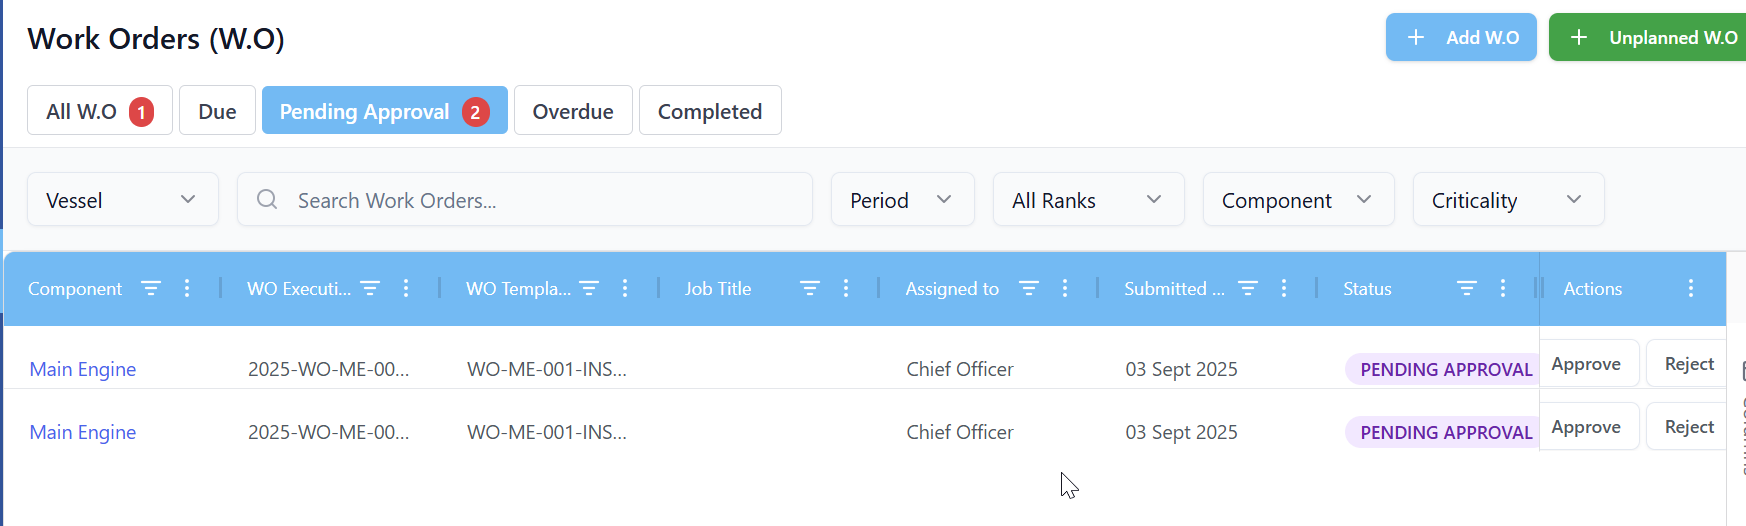 Work Orders (W.O)
+ Add W.O
+ Unplanned W.O
All W.O 1
Due
Pending Approval 2
Overdue
Completed
Vessel
Search Work Orders...
Period
All Ranks
Component
Criticality
Component WO Executi... WO Templa... Job Title Assigned to Submitted ... Status Actions
Main Engine 2025-WO-ME-00... WO-ME-001-INS... Chief Officer 03 Sept 2025 PENDING APPROVAL Approve Reject
Main Engine 2025-WO-ME-00... WO-ME-001-INS... Chief Officer 03 Sept 2025 PENDING APPROVAL Approve Reject